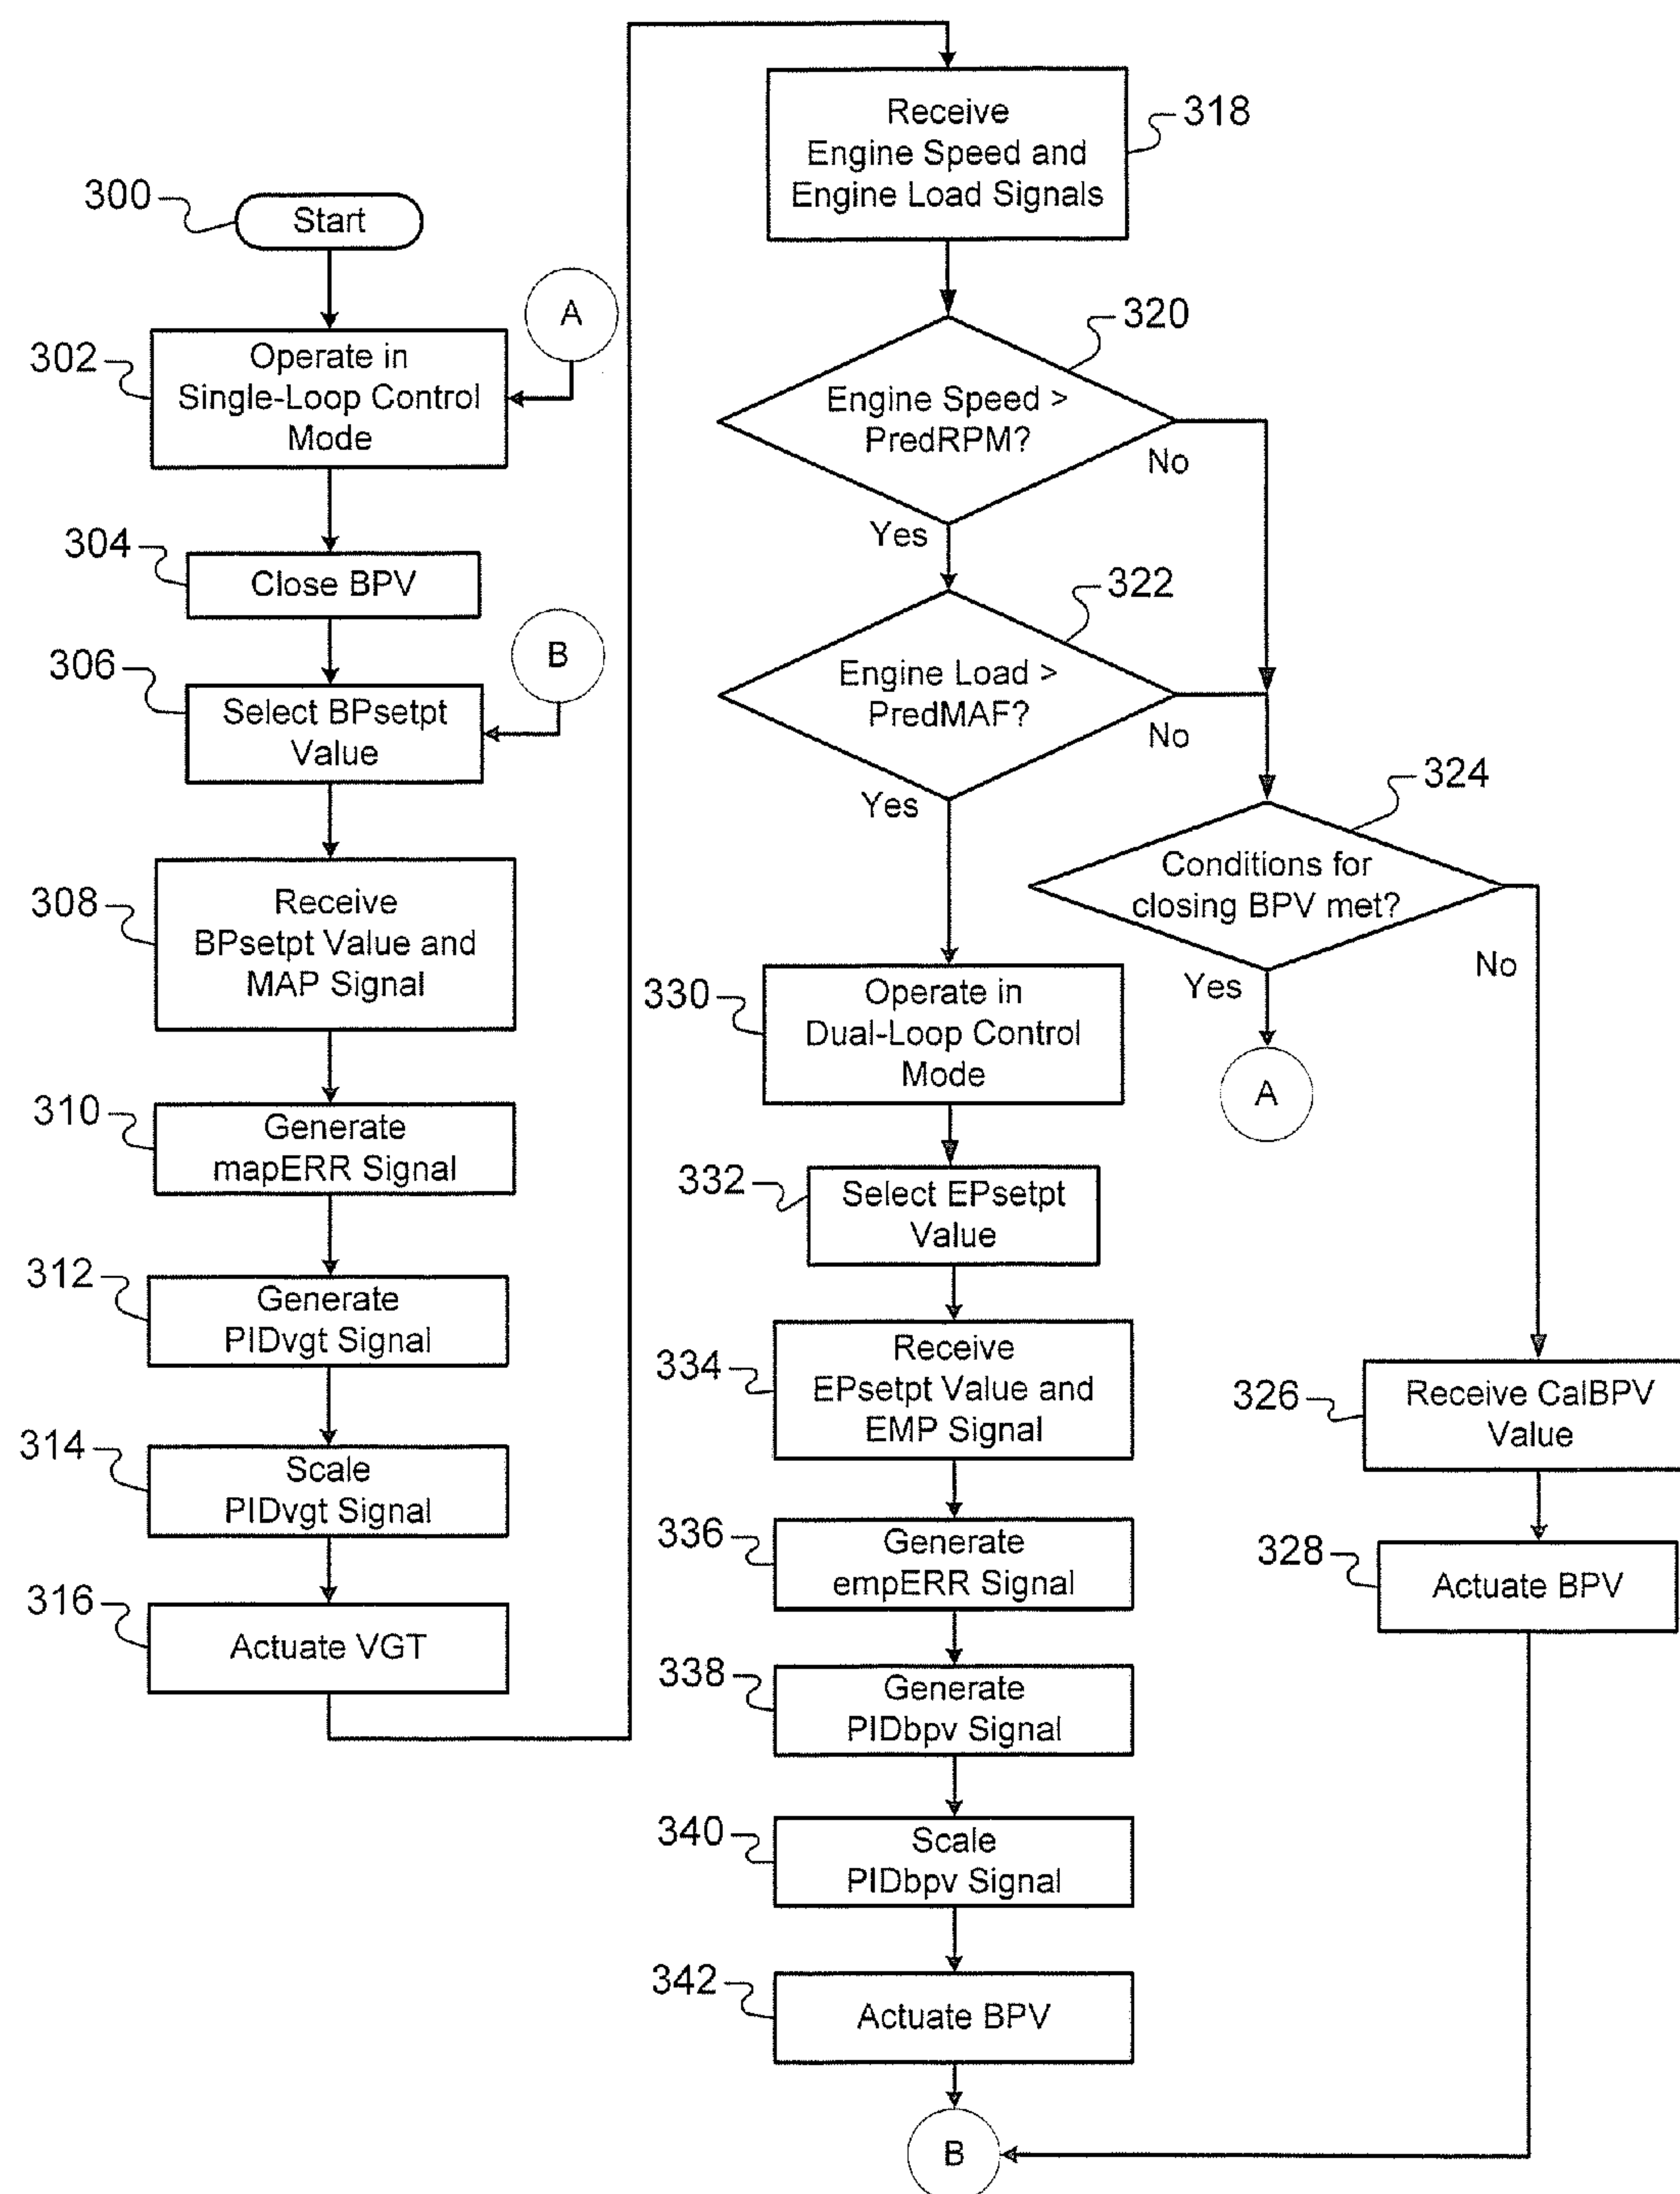 300
Start
A
302
Operate in
Single-Loop Control
Mode
304
Close BPV
B
306
Select BPsetpt
Value
308
Receive
BPsetpt Value and
MAP Signal
310
Generate
mapERR Signal
312
Generate
PIDvgt Signal
314
Scale
PIDvgt Signal
316
Actuate VGT
318
Receive
Engine Speed and
Engine Load Signals
320
Engine Speed >
PredRPM?
No
Yes
322
Engine Load >
PredMAF?
No
Yes
324
Conditions for
closing BPV met?
Yes
No
A
326
Receive CalBPV
Value
328
Actuate BPV
330
Operate in
Dual-Loop Control
Mode
332
Select EPsetpt
Value
334
Receive
EPsetpt Value and
EMP Signal
336
Generate
empERR Signal
338
Generate
PIDbpv Signal
340
Scale
PIDbpv Signal
342
Actuate BPV
B